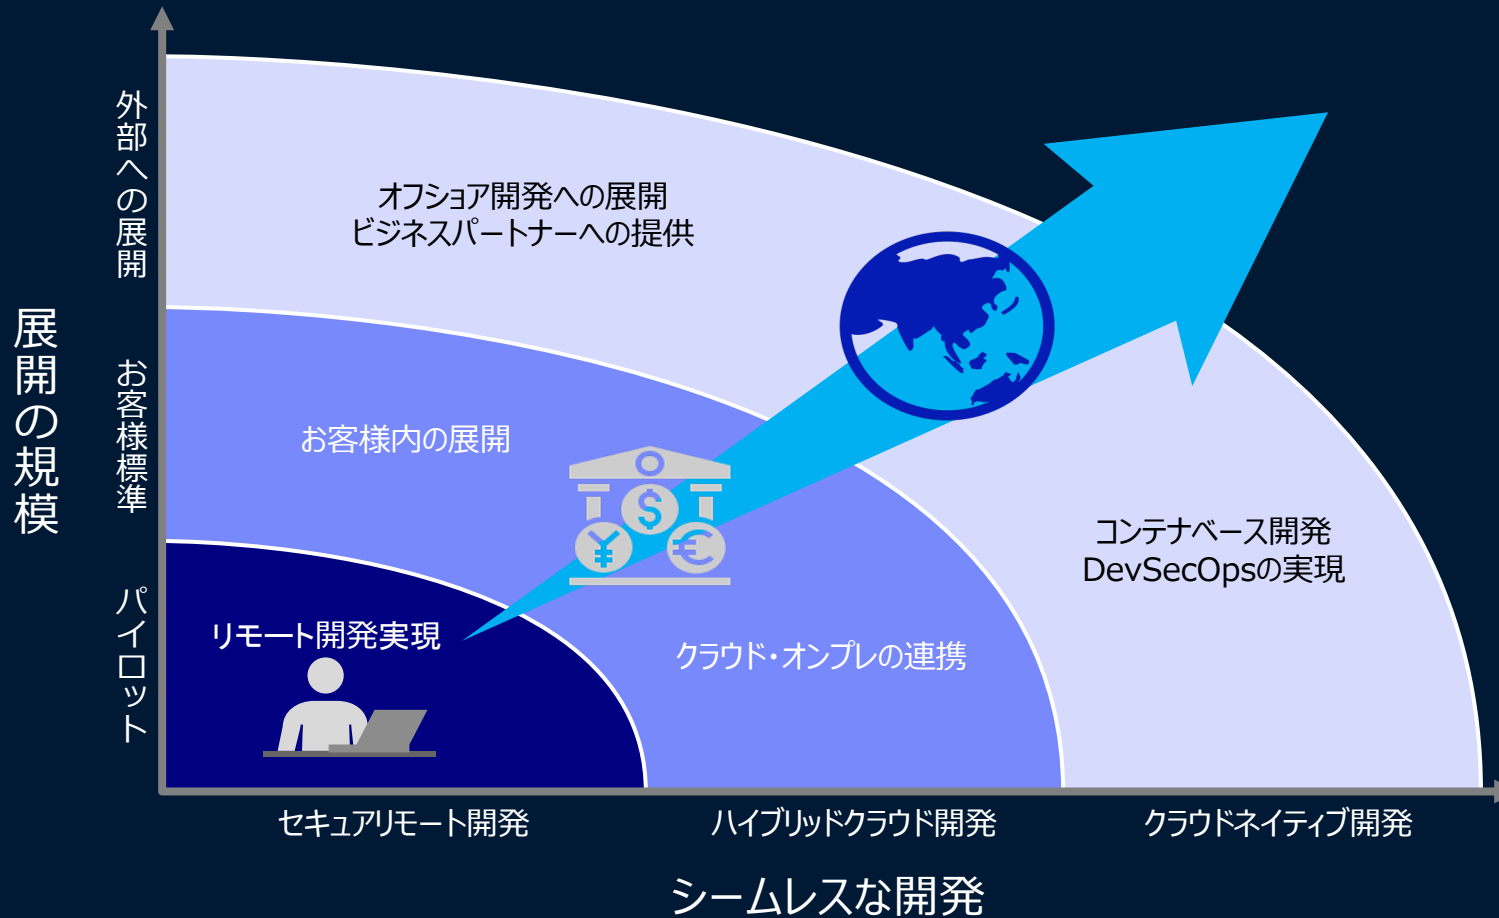 展開の規模
外部への展開
お客様標準
パイロット
オフショア開発への展開
ビジネスパートナーへの提供
お客様内の展開
$
¥
€
コンテナベース開発
DevSecOpsの実現
リモート開発実現
クラウド・オンプレの連携
セキュアリモート開発
ハイブリッドクラウド開発
クラウドネイティブ開発
シームレスな開発